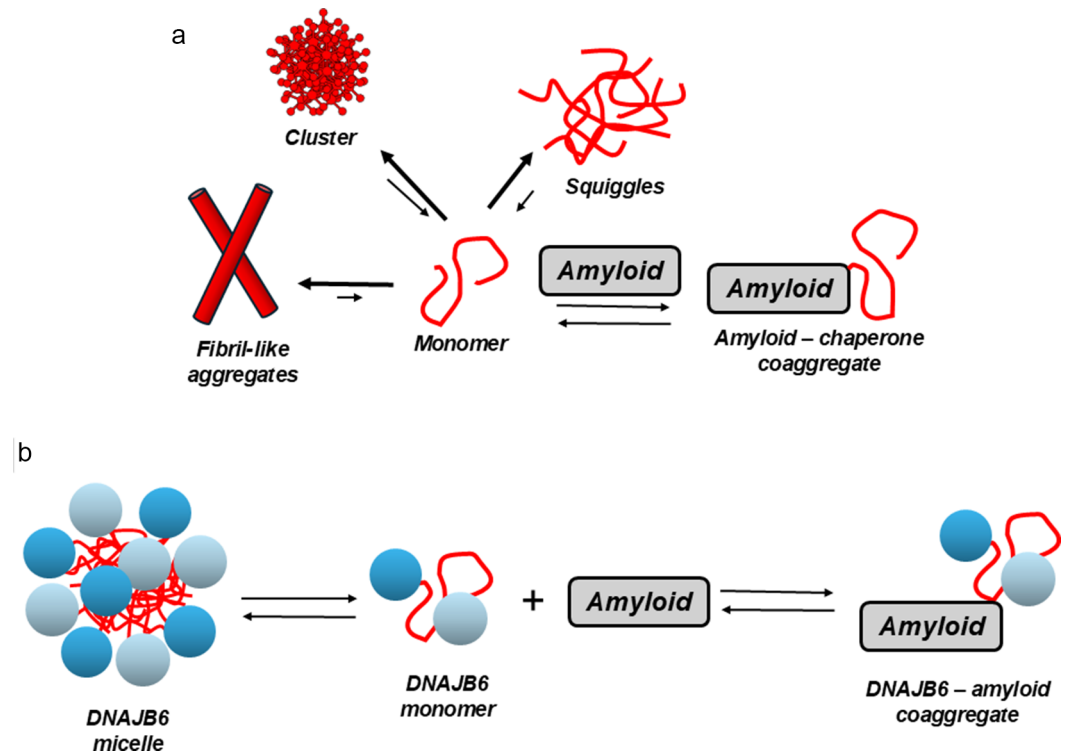 a
Cluster
Squiggles
Fibril-like
aggregates
Monomer
Amyloid
Amyloid
Amyloid – chaperone
coaggregate
b
DNAJB6
micelle
DNAJB6
monomer
+
Amyloid
Amyloid
DNAJB6 – amyloid
coaggregate